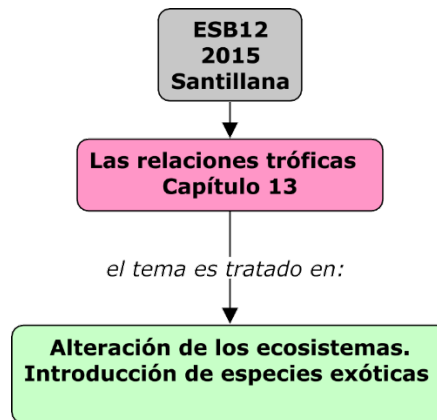 ESB12
2015
Santillana
Las relaciones tróficas
Capítulo 13
el tema es tratado en:
Alteración de los ecosistemas.
Introducción de especies exóticas